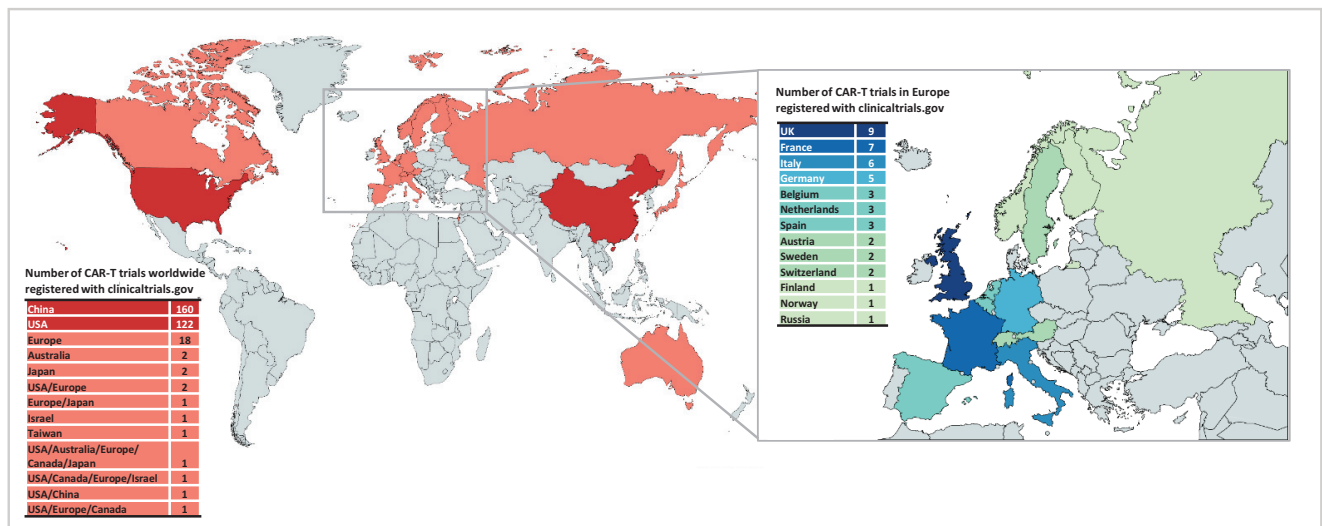 Number of CAR-T trials worldwide
registered with clinicaltrials.gov
China 160
USA 122
Europe 18
Australia 2
Japan 2
USA/Europe 2
Europe/Japan 1
Israel 1
Taiwan 1
USA/Australia/Europe/
Canada/Japan 1
USA/Canada/Europe/Israel 1
USA/China 1
USA/Europe/Canada 1
Number of CAR-T trials in Europe
registered with clinicaltrials.gov
UK 9
France 7
Italy 6
Germany 5
Belgium 3
Netherlands 3
Spain 3
Austria 2
Sweden 2
Switzerland 2
Finland 1
Norway 1
Russia 1